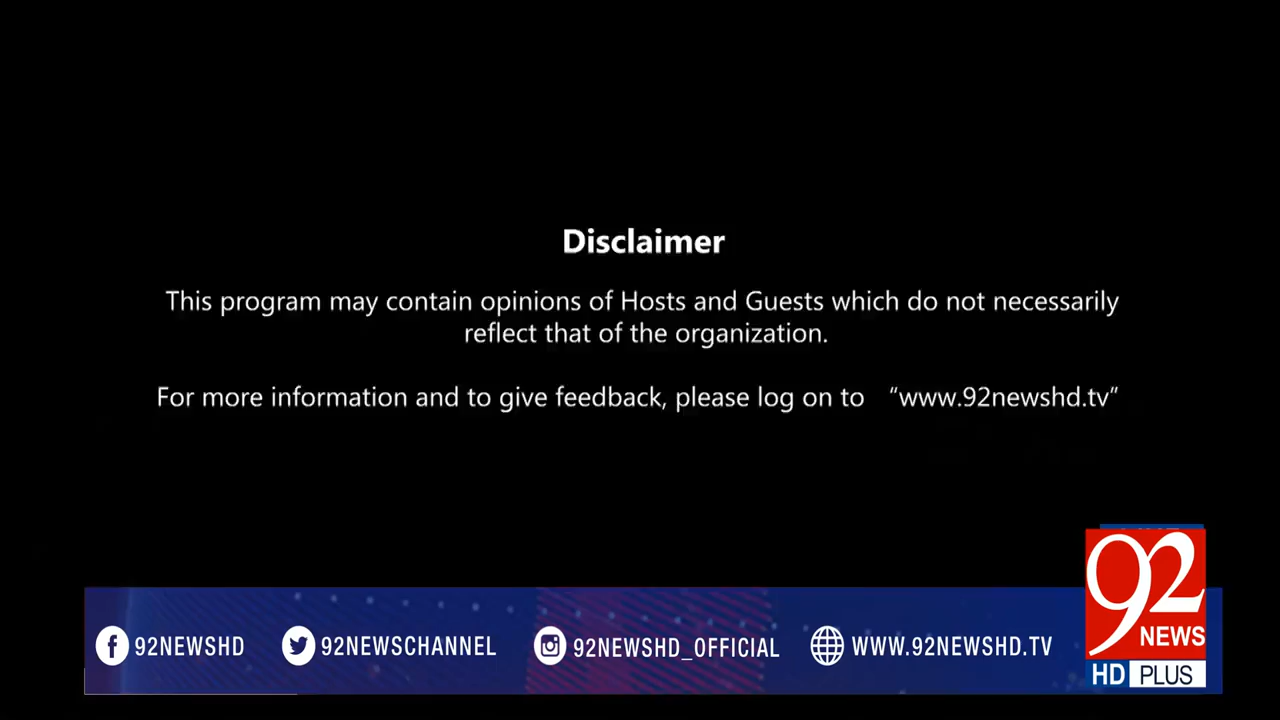 Disclaimer
This program may contain opinions of Hosts and Guests which do not necessarily
reflect that of the organization.
For more information and to give feedback, please log on to “www.92newshd.tv”
92NEWSHD
92NEWSCHANNEL
92NEWSHD_OFFICIAL
WWW.92NEWSHD.TV
92
NEWS
HD PLUS